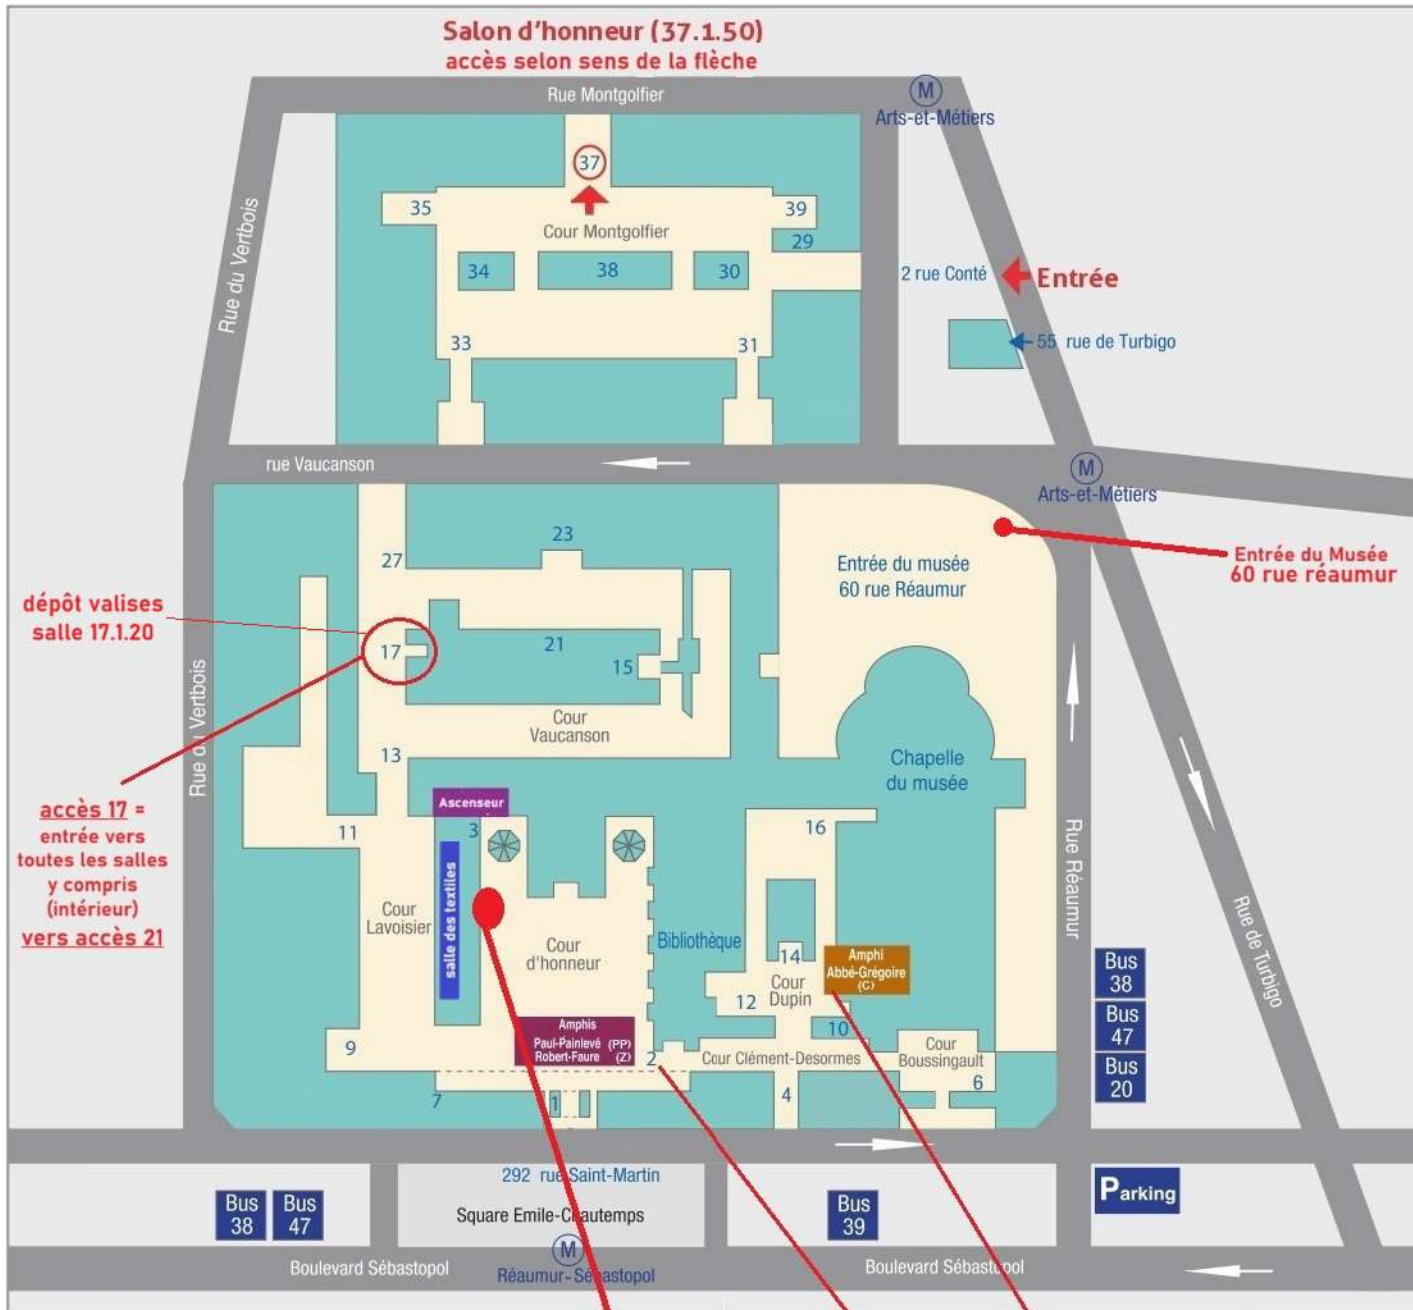 Salon d'honneur (37.1.50)
accès selon sens de la flèche
Rue Montgolfier
M
Arts-et-Métiers
37
35
39
Cour Montgolfier
29
34
38
30
2 rue Conté
Entrée
Rue du Vertbois
33
31
55 rue de Turbigo
rue Vaucanson
M
Arts-et-Métiers
23
27
Entrée du musée
60 rue Réaumur
Entrée du Musée
60 rue réaumur
dépôt valises
salle 17.1.20
17
21
15
Rue du Vertbois
Cour
Vaucanson
13
Chapelle
du musée
accès 17 =
entrée vers
toutes les salles
y compris
(intérieur)
vers accès 21
Ascenseur
11
3
16
salle des textiles
Cour
Lavoisier
Cour
d'honneur
Bibliothèque
14
Amphi
Abbé-Grégoire
(C)
Cour
Dupin
12
10
Rue Réaumur
Rue de Turbigo
Bus
38
Bus
47
Bus
20
Amphis
Paul-Painlevé (PP)
Robert-Faure (Z)
9
2
Cour Clément-Desormes
Cour
Boussingault
7
1
4
6
292 rue Saint-Martin
Square Emile-Chautemps
Bus
38
Bus
47
Bus
39
Parking
M
Réaumur-Sébastopol
Boulevard Sébastopol
Boulevard Sébastopol